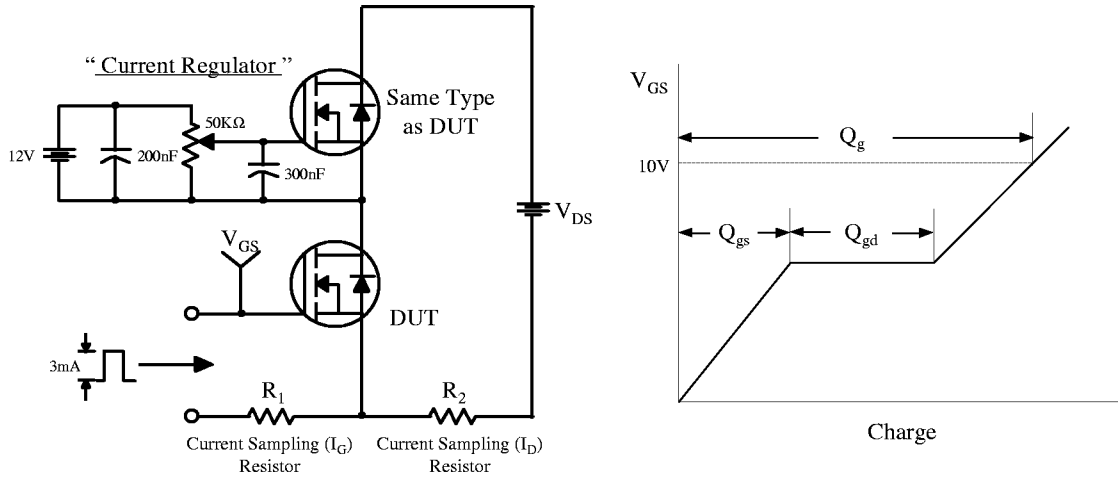 “ Current Regulator ”
12V
200nF
50KΩ
300nF
Same Type
as DUT
V_DS
V_GS
DUT
3mA
R_1
R_2
Current Sampling (I_G)
Resistor
Current Sampling (I_D)
Resistor
V_GS
Q_g
10V
Q_gs
Q_gd
Charge